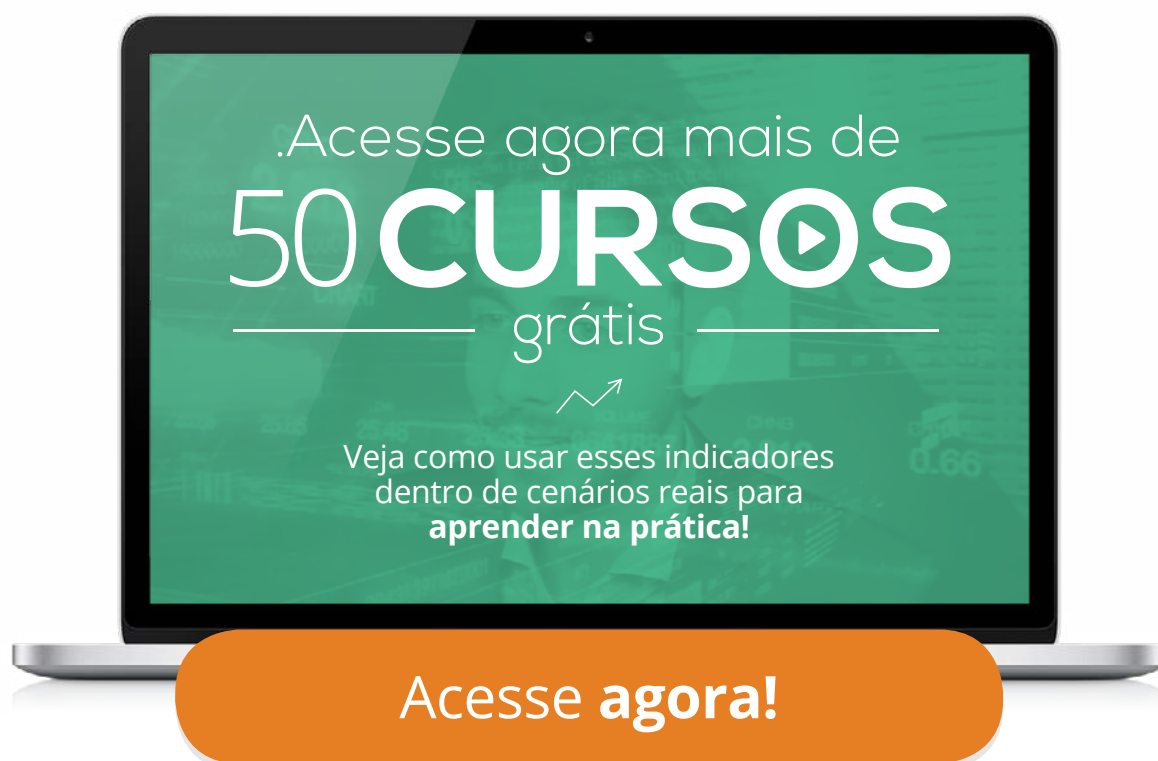 .Acesse agora mais de
50 CURSOS
grátis
Veja como usar esses indicadores
dentro de cenários reais para
aprender na prática!
Acesse agora!